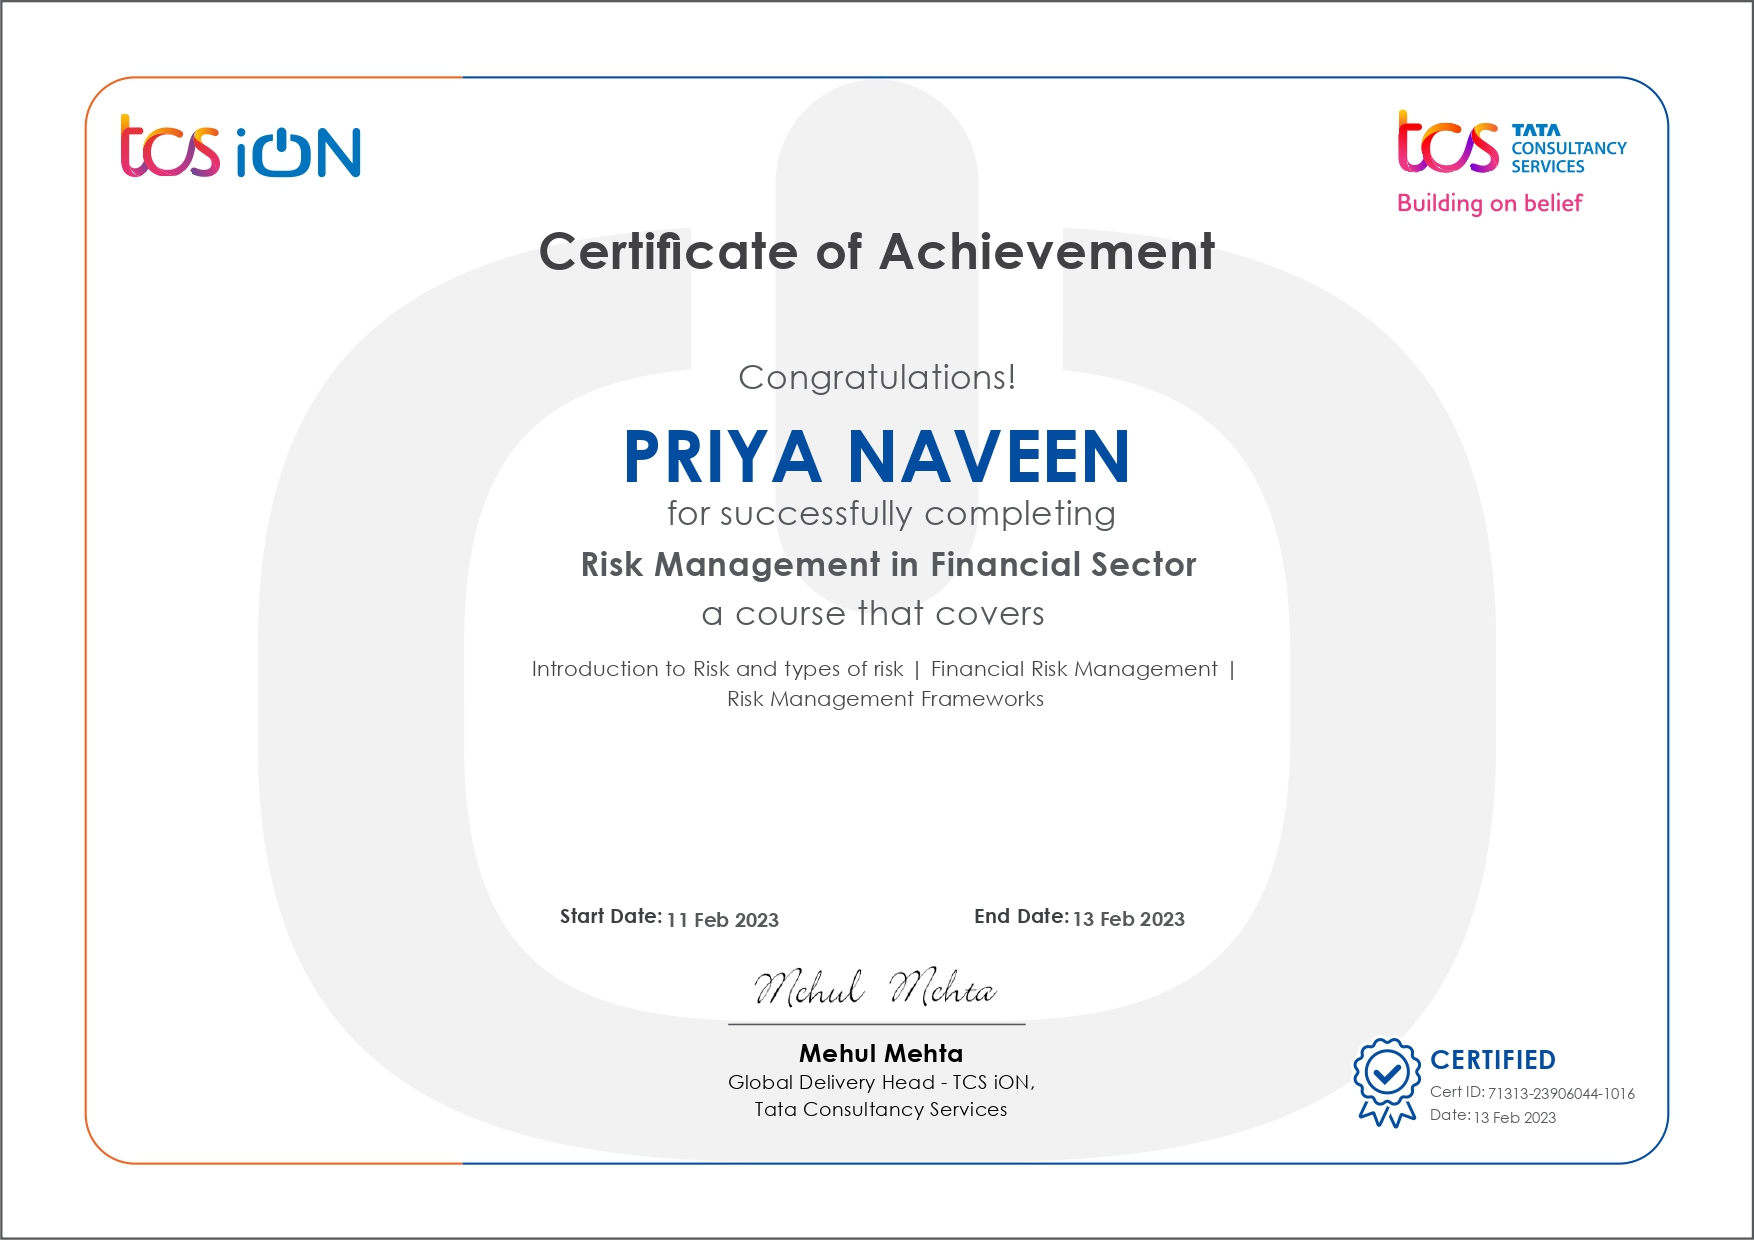 tcs iON
tcs TATA
CONSULTANCY
SERVICES
Building on belief
Certificate of Achievement
Congratulations!
PRIYA NAVEEN
for successfully completing
Risk Management in Financial Sector
a course that covers
Introduction to Risk and types of risk | Financial Risk Management |
Risk Management Frameworks
Start Date: 11 Feb 2023 End Date: 13 Feb 2023
Mehul Mehta
Mehul Mehta
Global Delivery Head - TCS iON,
Tata Consultancy Services
CERTIFIED
Cert ID: 71313-23906044-1016
Date: 13 Feb 2023